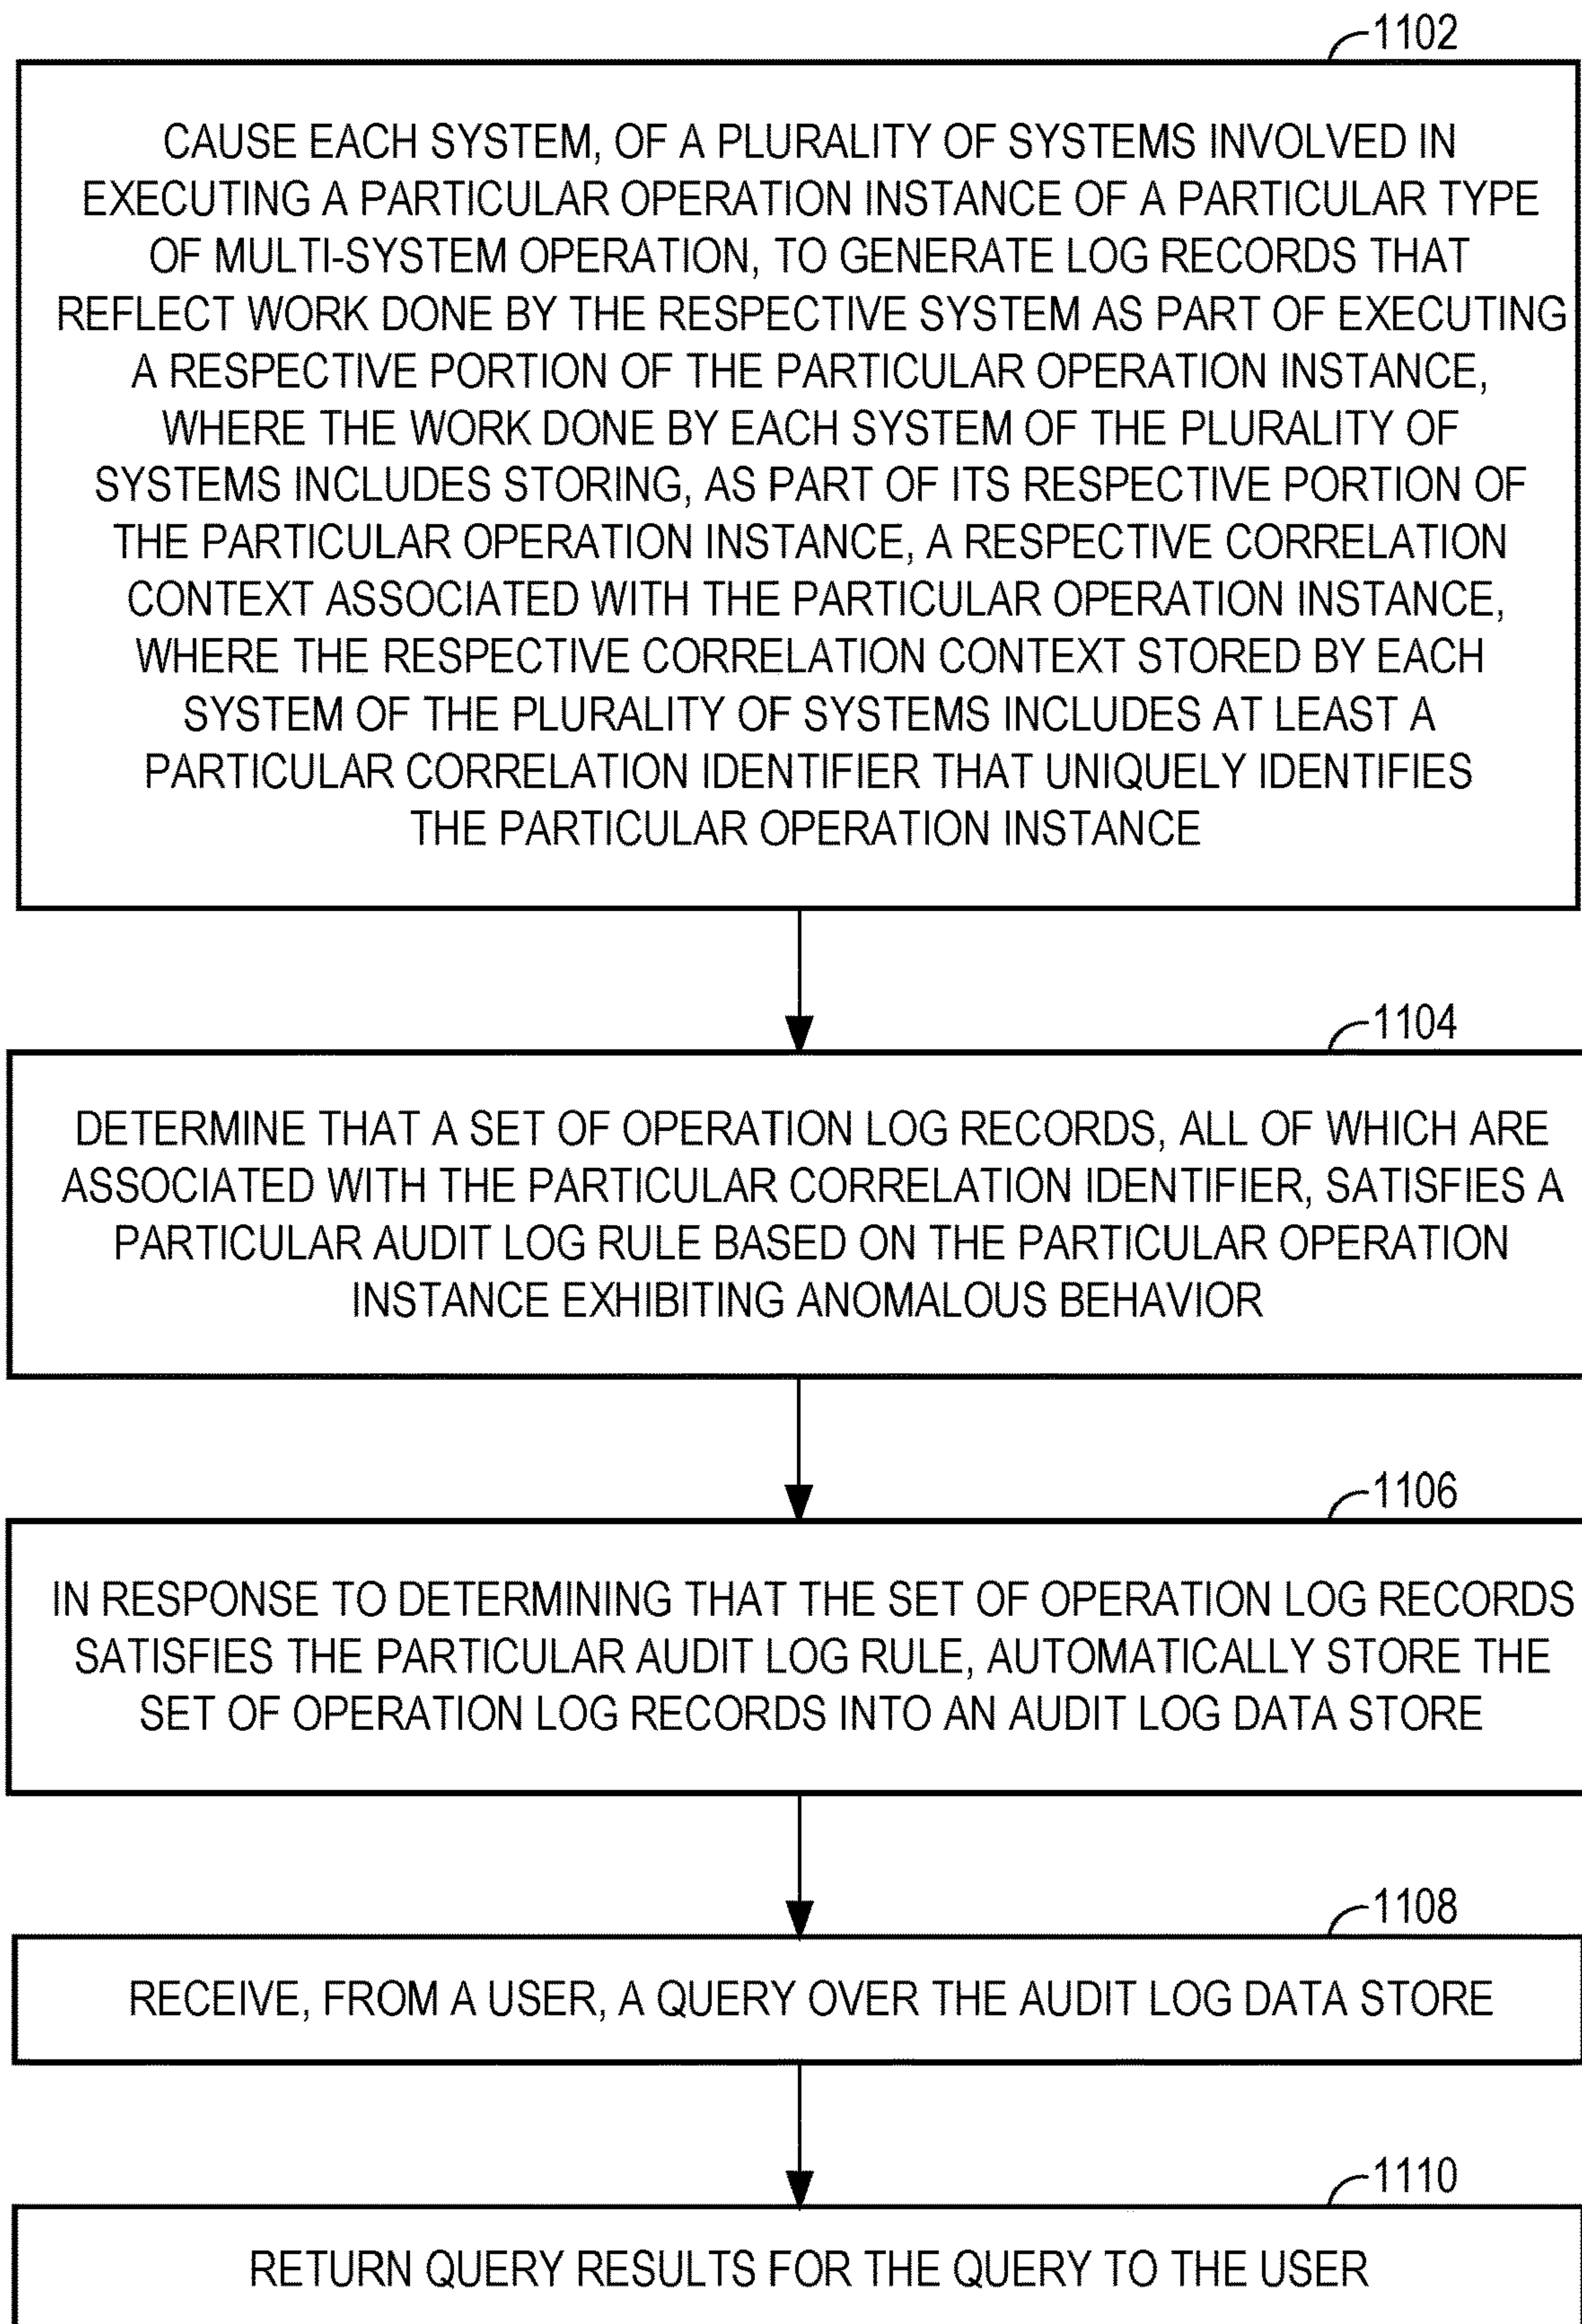 1102
CAUSE EACH SYSTEM, OF A PLURALITY OF SYSTEMS INVOLVED IN
EXECUTING A PARTICULAR OPERATION INSTANCE OF A PARTICULAR TYPE
OF MULTI-SYSTEM OPERATION, TO GENERATE LOG RECORDS THAT
REFLECT WORK DONE BY THE RESPECTIVE SYSTEM AS PART OF EXECUTING
A RESPECTIVE PORTION OF THE PARTICULAR OPERATION INSTANCE,
WHERE THE WORK DONE BY EACH SYSTEM OF THE PLURALITY OF
SYSTEMS INCLUDES STORING, AS PART OF ITS RESPECTIVE PORTION OF
THE PARTICULAR OPERATION INSTANCE, A RESPECTIVE CORRELATION
CONTEXT ASSOCIATED WITH THE PARTICULAR OPERATION INSTANCE,
WHERE THE RESPECTIVE CORRELATION CONTEXT STORED BY EACH
SYSTEM OF THE PLURALITY OF SYSTEMS INCLUDES AT LEAST A
PARTICULAR CORRELATION IDENTIFIER THAT UNIQUELY IDENTIFIES
THE PARTICULAR OPERATION INSTANCE
1104
DETERMINE THAT A SET OF OPERATION LOG RECORDS, ALL OF WHICH ARE
ASSOCIATED WITH THE PARTICULAR CORRELATION IDENTIFIER, SATISFIES A
PARTICULAR AUDIT LOG RULE BASED ON THE PARTICULAR OPERATION
INSTANCE EXHIBITING ANOMALOUS BEHAVIOR
1106
IN RESPONSE TO DETERMINING THAT THE SET OF OPERATION LOG RECORDS
SATISFIES THE PARTICULAR AUDIT LOG RULE, AUTOMATICALLY STORE THE
SET OF OPERATION LOG RECORDS INTO AN AUDIT LOG DATA STORE
1108
RECEIVE, FROM A USER, A QUERY OVER THE AUDIT LOG DATA STORE
1110
RETURN QUERY RESULTS FOR THE QUERY TO THE USER